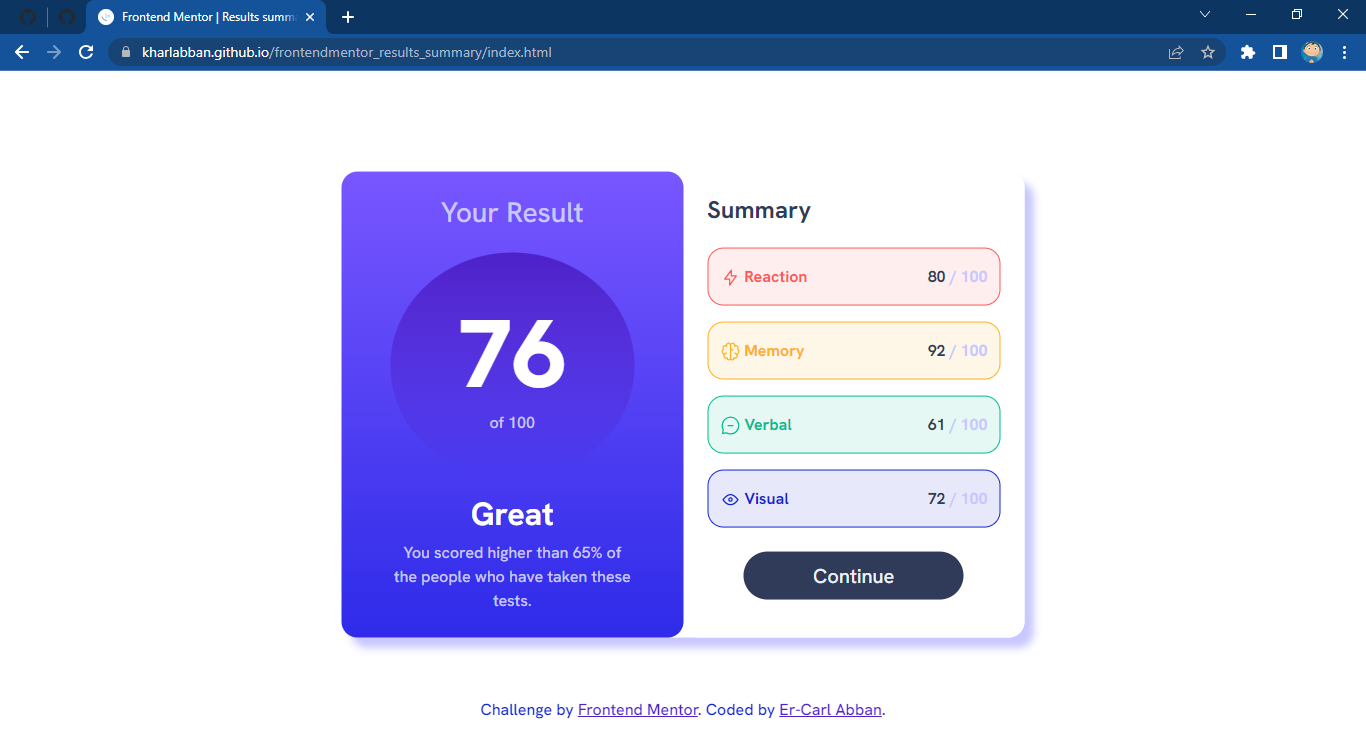 Frontend Mentor | Results summ
kharlabban.github.io/frontendmentor_results_summary/index.html
Your Result
76
of 100
Great
You scored higher than 65% of
the people who have taken these
tests.
Summary
Reaction 80 / 100
Memory 92 / 100
Verbal 61 / 100
Visual 72 / 100
Continue
Challenge by Frontend Mentor. Coded by Er-Carl Abban.